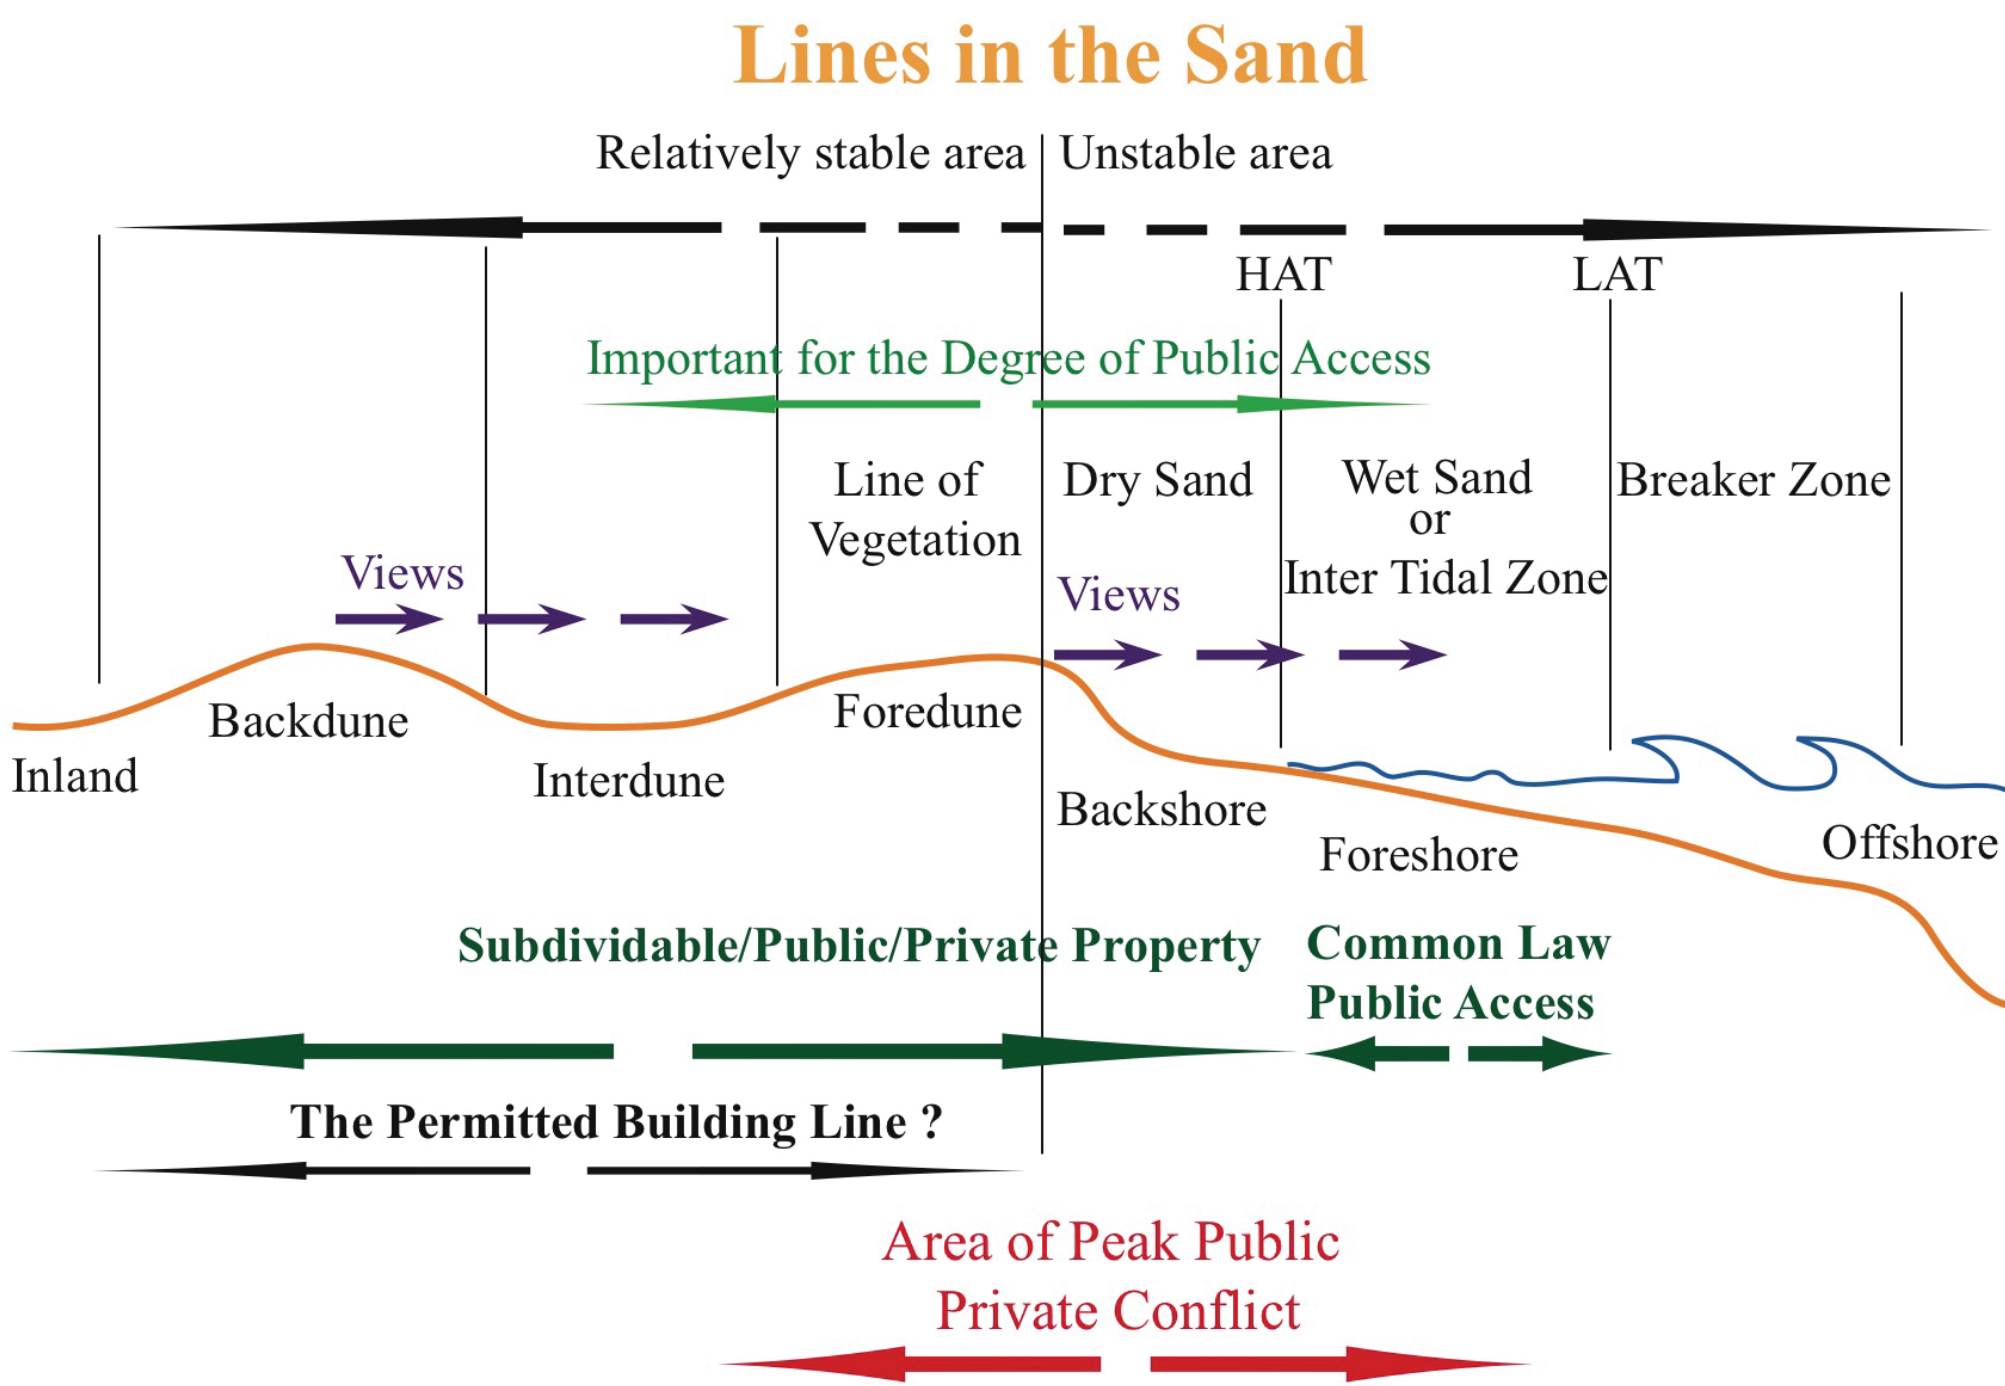 Lines in the Sand
Relatively stable area
Unstable area
HAT
LAT
Important for the Degree of Public Access
Line of
Vegetation
Dry Sand
Wet Sand
or
Inter Tidal Zone
Breaker Zone
Views
Views
Backdune
Foredune
Inland
Interdune
Backshore
Foreshore
Offshore
Subdividable/Public/Private Property
Common Law
Public Access
The Permitted Building Line ?
Area of Peak Public
Private Conflict